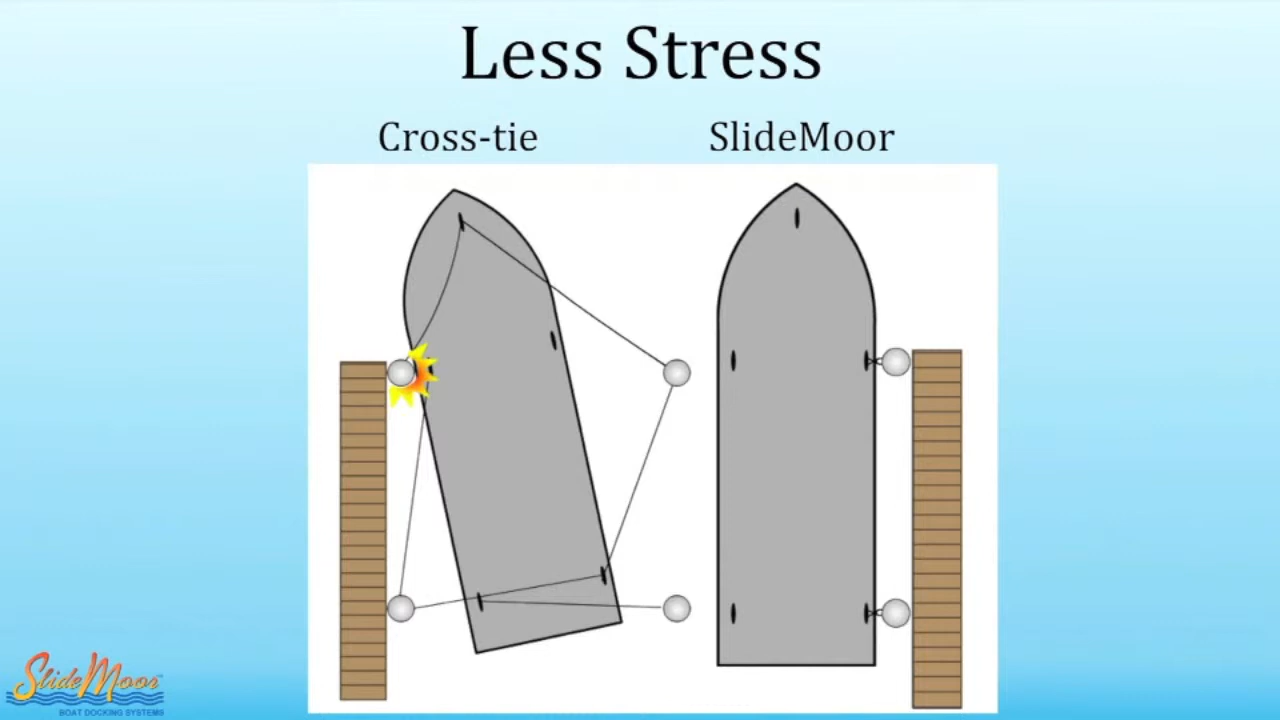 Less Stress
Cross-tie
SlideMoor
SlideMoor
BOAT DOCKING SYSTEMS